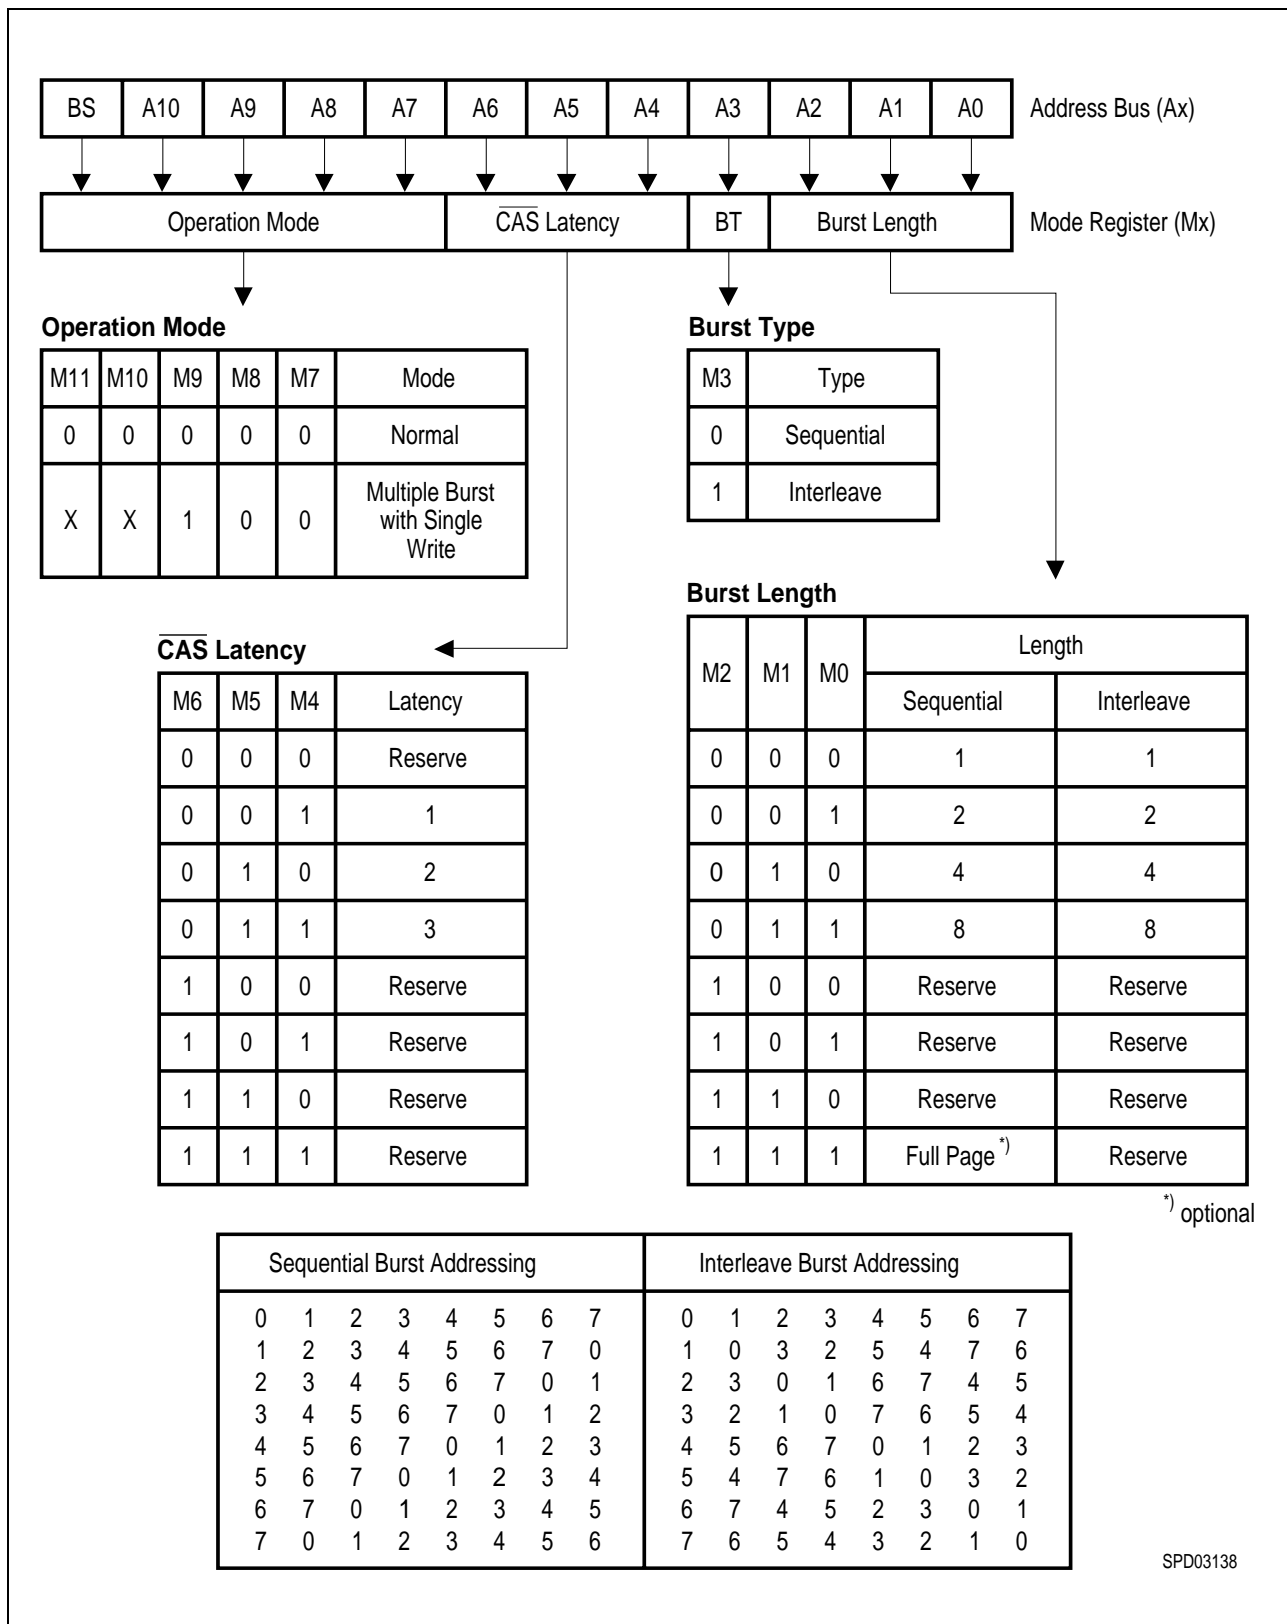 BS A10 A9 A8 A7 A6 A5 A4 A3 A2 A1 A0 Address Bus (Ax)
Operation Mode CAS Latency BT Burst Length Mode Register (Mx)
Operation Mode
M11 M10 M9 M8 M7 Mode
0 0 0 0 0 Normal
X X 1 0 0 Multiple Burst
with Single
Write
Burst Type
M3 Type
0 Sequential
1 Interleave
CAS Latency
M6 M5 M4 Latency
0 0 0 Reserve
0 0 1 1
0 1 0 2
0 1 1 3
1 0 0 Reserve
1 0 1 Reserve
1 1 0 Reserve
1 1 1 Reserve
Burst Length
M2 M1 M0 Length
Sequential Interleave
0 0 0 1 1
0 0 1 2 2
0 1 0 4 4
0 1 1 8 8
1 0 0 Reserve Reserve
1 0 1 Reserve Reserve
1 1 0 Reserve Reserve
1 1 1 Full Page *) Reserve
*) optional
Sequential Burst Addressing Interleave Burst Addressing
0 1 2 3 4 5 6 7 0 1 2 3 4 5 6 7
1 2 3 4 5 6 7 0 1 0 3 2 5 4 7 6
2 3 4 5 6 7 0 1 2 3 0 1 6 7 4 5
3 4 5 6 7 0 1 2 3 2 1 0 7 6 5 4
4 5 6 7 0 1 2 3 4 5 6 7 0 1 2 3
5 6 7 0 1 2 3 4 5 4 7 6 1 0 3 2
6 7 0 1 2 3 4 5 6 7 4 5 2 3 0 1
7 0 1 2 3 4 5 6 7 6 5 4 3 2 1 0
SPD03138